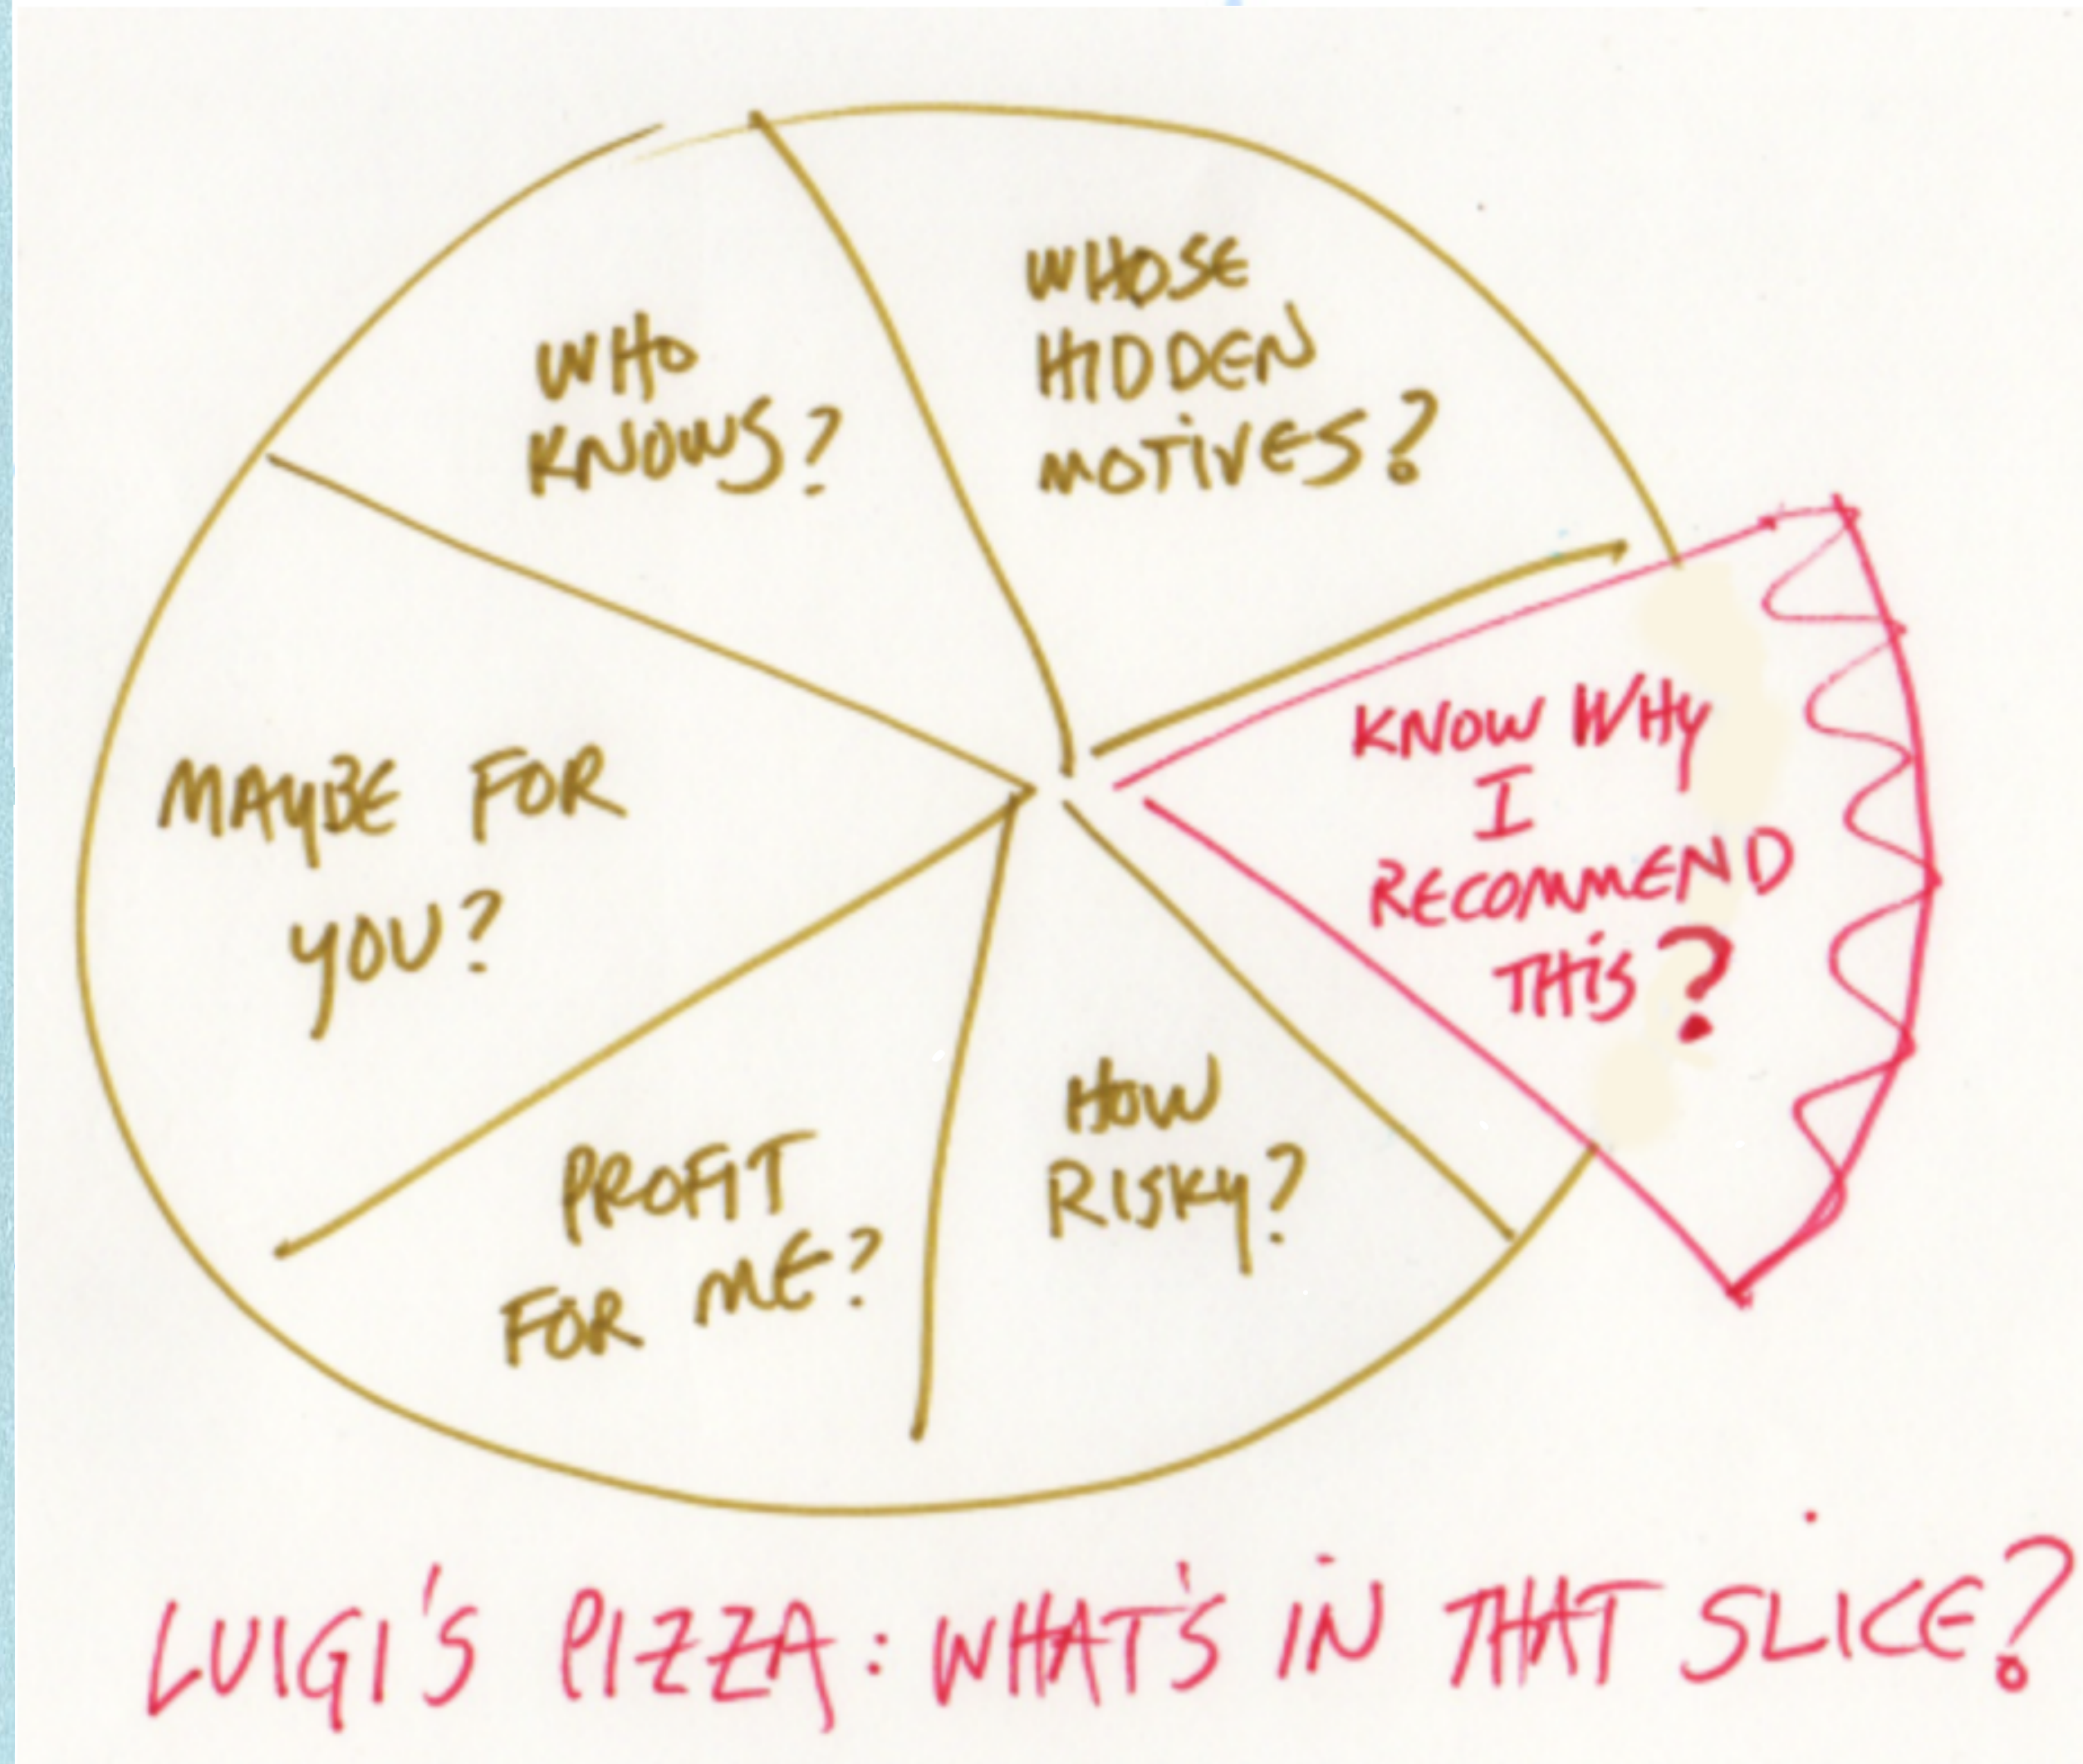 WHO
KNOWS?
WHOSE
HIDDEN
MOTIVES?
KNOW WHY
I
RECOMMEND
THIS?
MAYBE FOR
YOU?
PROFIT
FOR ME?
HOW
RISKY?
LUIGI'S PIZZA: WHAT'S IN THAT SLICE?